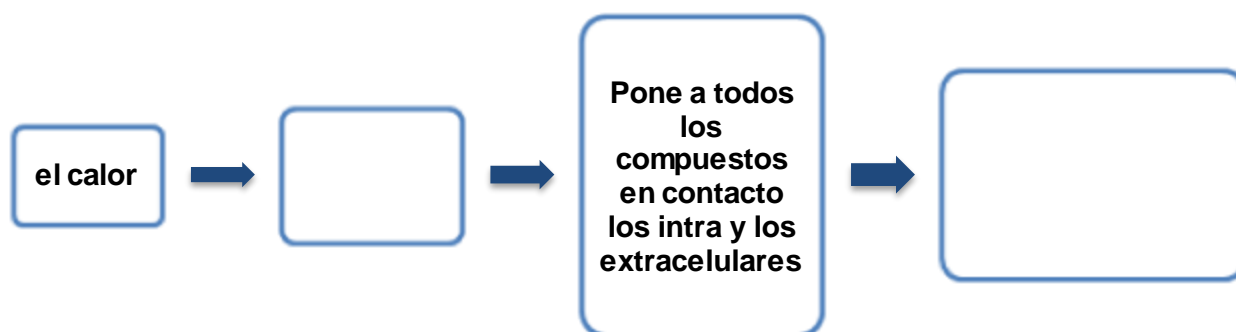 el calor
Pone a todos
los
compuestos
en contacto
los intra y los
extracelulares